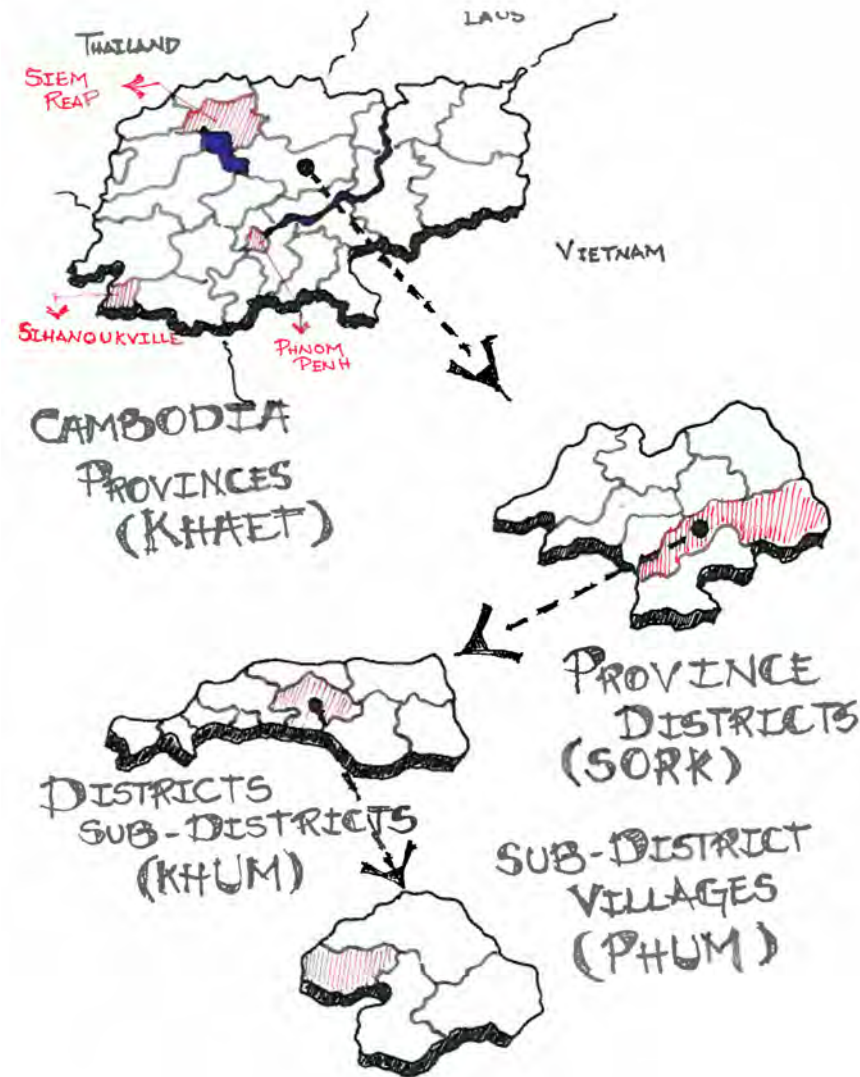 LAUS
THAILAND
SIEM
REAP
VIETNAM
SIHANOUKVILLE
PHNOM
PENH
CAMBODIA
PROVINCES
(KHAET)
PROVINCE
DISTRICTS
(SORK)
DISTRICTS
SUB-DISTRICTS
(KHUM)
SUB-DISTRICT
VILLAGES
(PHUM)